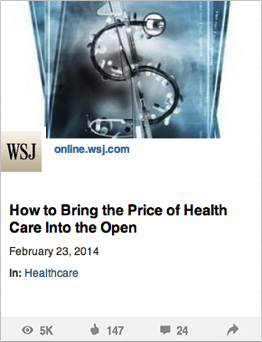 WSJ
online.wsj.com
How to Bring the Price of Health
Care Into the Open
February 23, 2014
In: Healthcare
5K 147 24